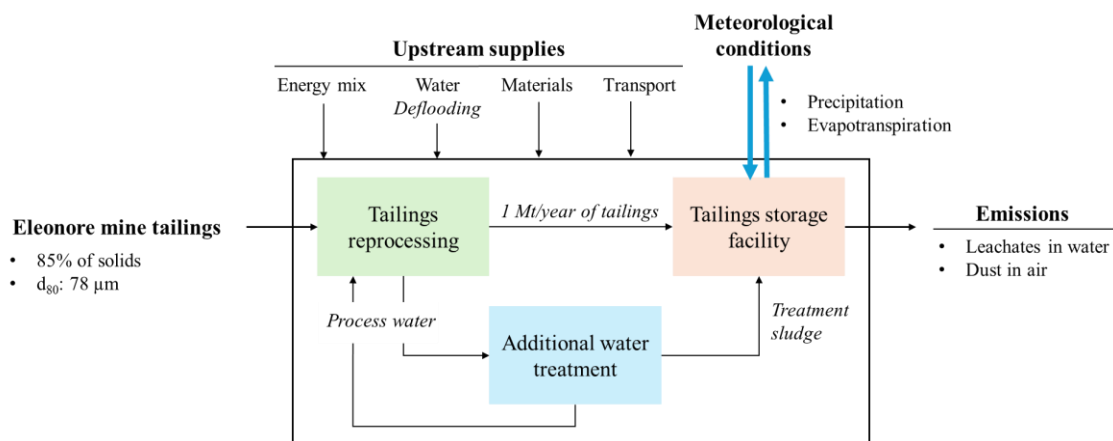 Upstream supplies
Meteorological
conditions
Energy mix
Water
Deflooding
Materials
Transport
• Precipitation
• Evapotranspiration
Eleonore mine tailings
• 85% of solids
• d₈₀: 78 µm
Tailings
reprocessing
1 Mt/year of tailings
Tailings storage
facility
Emissions
• Leachates in water
• Dust in air
Process water
Additional water
treatment
Treatment
sludge